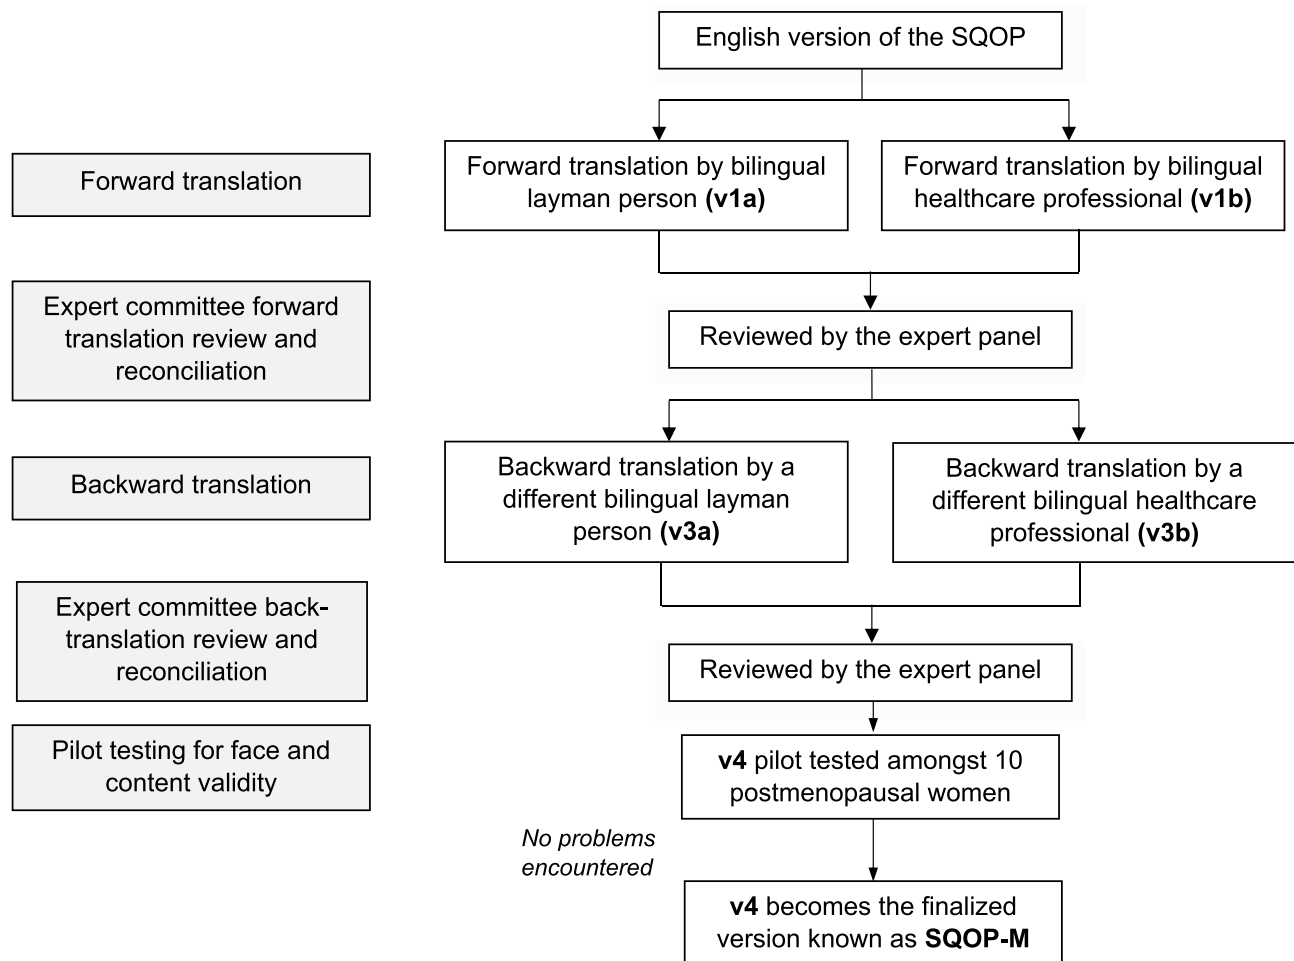 English version of the SQOP
Forward translation
Forward translation by bilingual
layman person (v1a)
Forward translation by bilingual
healthcare professional (v1b)
Expert committee forward
translation review and
reconciliation
Reviewed by the expert panel
Backward translation
Backward translation by a
different bilingual layman
person (v3a)
Backward translation by a
different bilingual healthcare
professional (v3b)
Expert committee back-
translation review and
reconciliation
Reviewed by the expert panel
Pilot testing for face and
content validity
v4 pilot tested amongst 10
postmenopausal women
No problems
encountered
v4 becomes the finalized
version known as SQOP-M